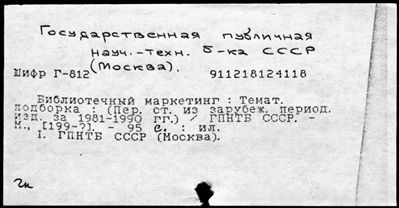 Государственная публичная
науч.-техн. б-ка СССР
(Москва).
Шифр Г-812 911218124118
Библиотечный маркетинг : Темат.
подборка : (Пер. ст. из зарубеж. период.
изд. за 1981-1990 гг.) / ГПНТБ СССР. -
М., [199-?]. - 95 с. : ил.
I. ГПНТБ СССР (Москва).
чк